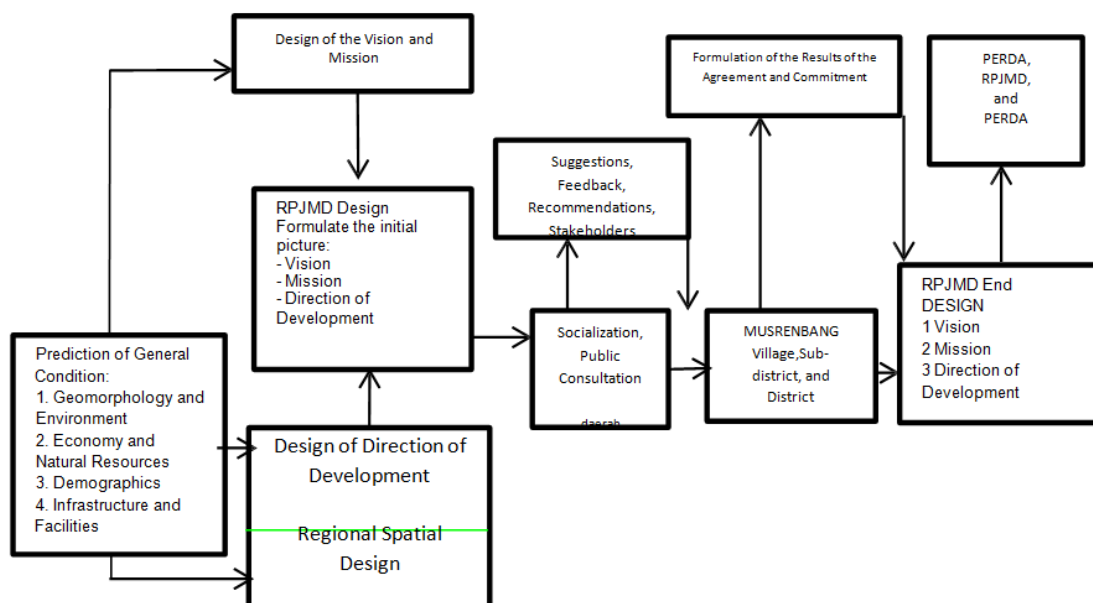 Design of the Vision and
Mission
Formulation of the Results of the
Agreement and Commitment
PERDA,
RPJMD,
and
PERDA
Suggestions,
Feedback,
Recommendations,
Stakeholders
RPJMD Design
Formulate the initial
picture:
- Vision
- Mission
- Direction of
Development
RPJMD End
DESIGN
1 Vision
2 Mission
3 Direction of
Development
Socialization,
Public
Consultation
daerah
MUSRENBANG
Village,Sub-
district, and
District
Prediction of General
Condition:
1. Geomorphology and
Environment
2. Economy and
Natural Resources
3. Demographics
4. Infrastructure and
Facilities
Design of Direction of
Development
Regional Spatial
Design